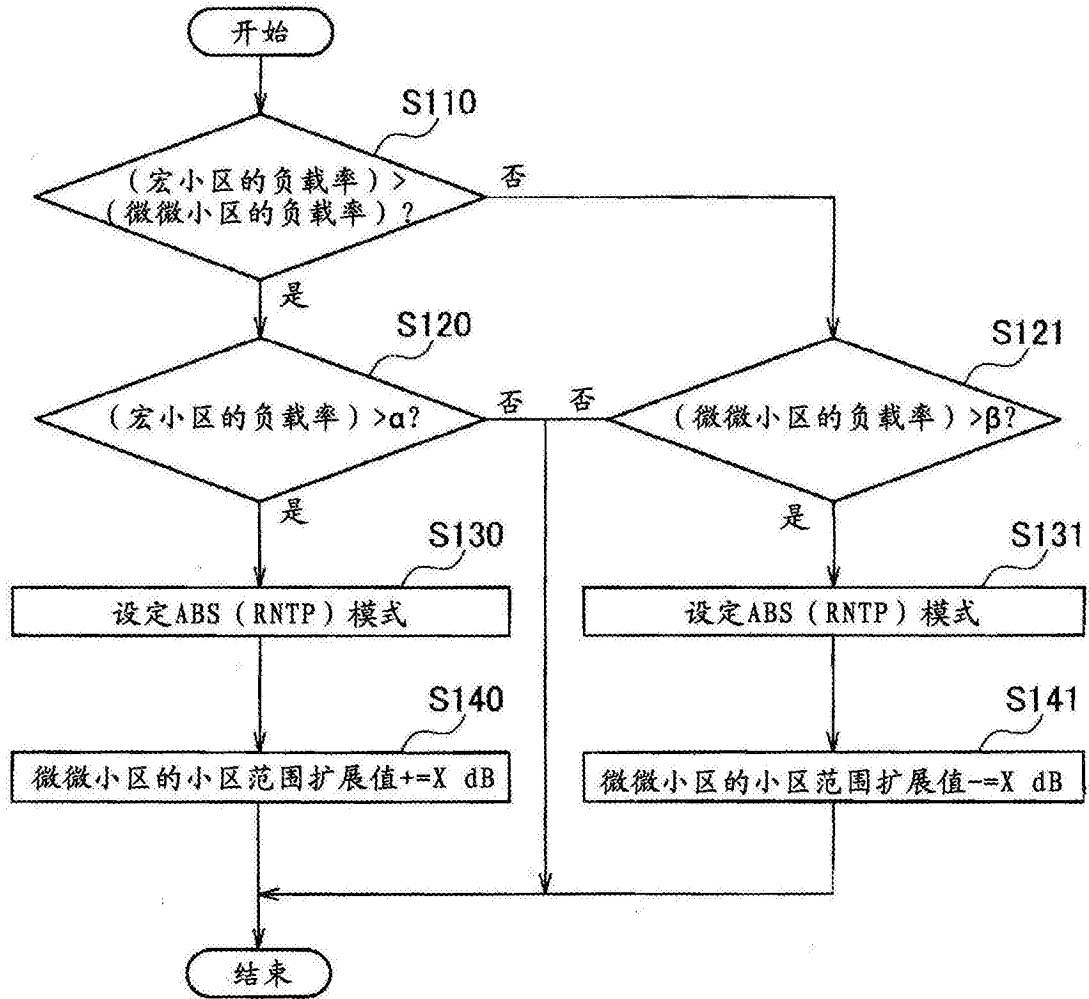 开始
S110
(宏小区的负载率)>
(微微小区的负载率)?
否
是
S120
(宏小区的负载率)>α?
否
否
S121
(微微小区的负载率)>β?
是
是
S130
设定ABS(RNTP)模式
S131
设定ABS(RNTP)模式
S140
微微小区的小区范围扩展值+=X dB
S141
微微小区的小区范围扩展值-=X dB
结束